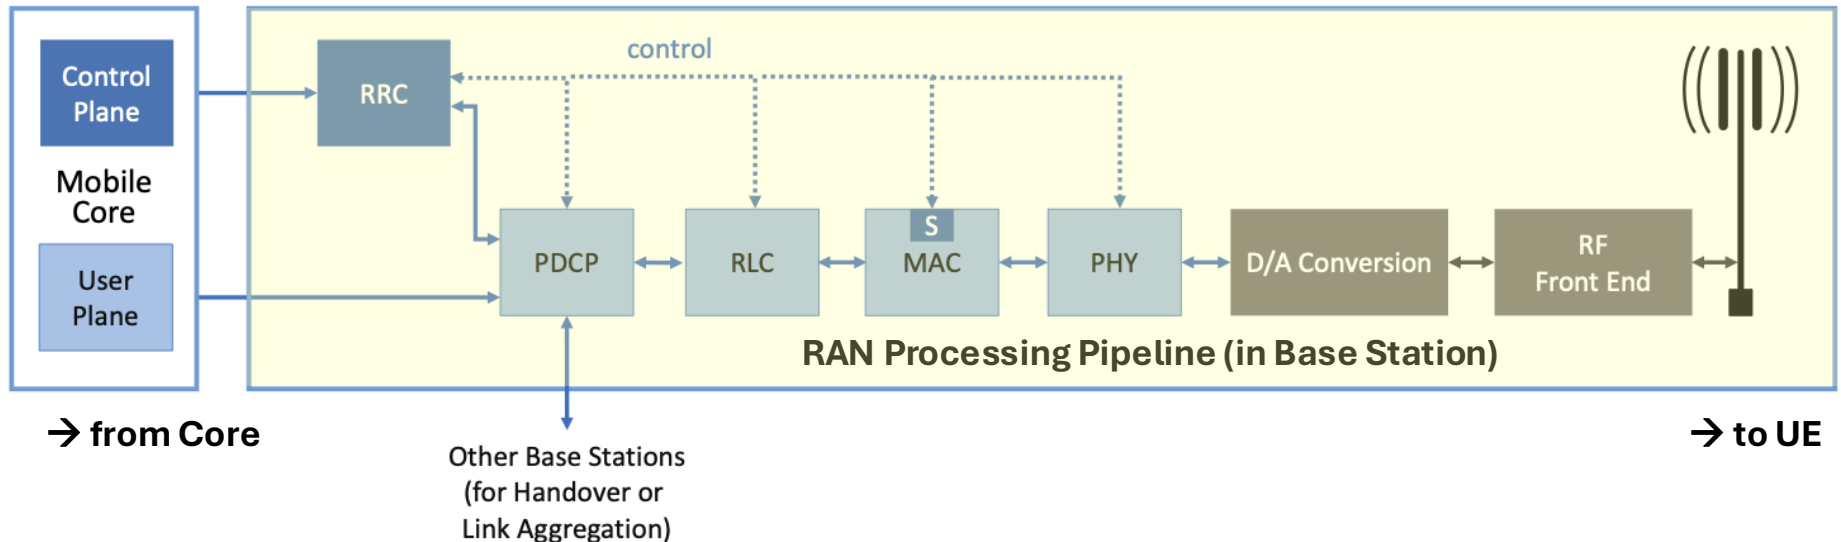 Control
Plane
Mobile
Core
User
Plane
RRC
control
PDCP
RLC
S
MAC
PHY
D/A Conversion
RF
Front End
RAN Processing Pipeline (in Base Station)
→ from Core
→ to UE
Other Base Stations
(for Handover or
Link Aggregation)